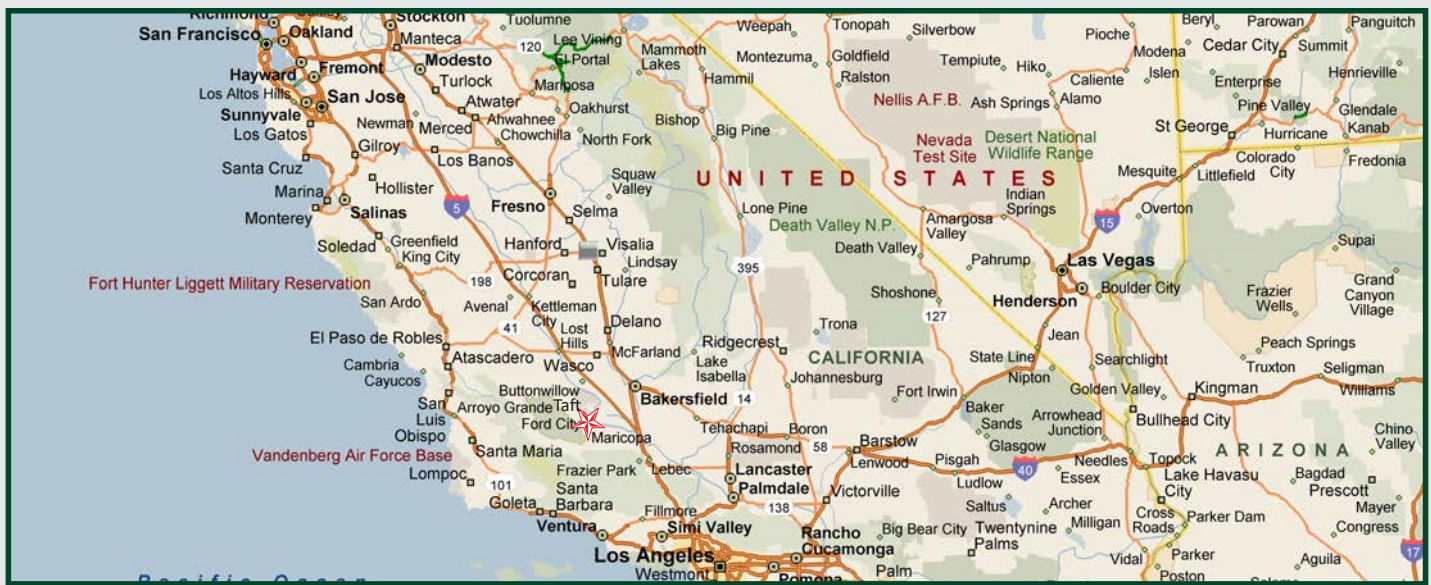 Richmond
Stockton
Tuolumne
San Francisco
Oakland
Manteca
120
Lee Vining
Weepah
Tonopah
Silverbow
Beryl
Parowan
Panguitch
Pioche
Modena
Cedar City
Summit
Hayward
Fremont
Modesto
El Portal
Mammoth
Lakes
Montezuma
Goldfield
Ralston
Tempiute
Hiko
Caliente
Islen
Enterprise
Henrieville
Los Altos Hills
San Jose
Turlock
Mariposa
Hammil
Nellis A.F.B.
Ash Springs
Alamo
Pine Valley
Glendale
Sunnyvale
Atwater
Oakhurst
Los Gatos
Newman
Merced
Ahwahnee
Chowchilla
North Fork
Bishop
Big Pine
Nevada
Test Site
Desert National
Wildlife Range
St George
Hurricane
Kanab
Gilroy
Los Banos
Colorado
City
Fredonia
Santa Cruz
Hollister
Squaw
Valley
UNITED STATES
Mesquite
Littlefield
Marina
Monterey
Salinas
5
Fresno
Selma
Lone Pine
Death Valley N.P.
Amargosa
Valley
Indian
Springs
15
Overton
Soledad
Greenfield
King City
Hanford
Visalia
Lindsay
Death Valley
Pahrump
Las Vegas
Supai
Fort Hunter Liggett Military Reservation
198
Corcoran
Tulare
395
Shoshone
Henderson
Boulder City
Frazier
Wells
Grand
Canyon
Village
San Ardo
Avenal
Kettleman
City
127
El Paso de Robles
41
Lost
Hills
Delano
Trona
Jean
Atascadero
McFarland
Ridgecrest
CALIFORNIA
State Line
Searchlight
Peach Springs
Cambria
Cayucos
Wasco
Lake
Isabella
Johannesburg
Nipton
Truxton
Seligman
Buttonwillow
Bakersfield
14
Fort Irwin
Golden Valley
Kingman
Williams
San
Luis
Obispo
Arroyo Grande
Taft
Ford City
Maricopa
Tehachapi
Boron
Baker
Sands
Arrowhead
Junction
Bullhead City
Chino
Valley
Vandenberg Air Force Base
Santa Maria
Rosamond
58
Barstow
Lenwood
Glasgow
ARIZONA
Lompoc
Frazier Park
Lebec
Lancaster
Palmdale
Pisgah
40
Needles
Topock
Lake Havasu
City
Bagdad
Prescott
101
Santa
Barbara
Goleta
Victorville
Ludlow
Essex
Ventura
Fillmore
138
Saltus
Archer
Cross
Roads
Parker Dam
Mayer
Congress
Simi Valley
Rancho
Cucamonga
Big Bear City
Twentynine
Palms
Milligan
17
Los Angeles
Westmont
Pomona
Palm
Vidal
Parker
Poston
Aguila
Pacific Ocean